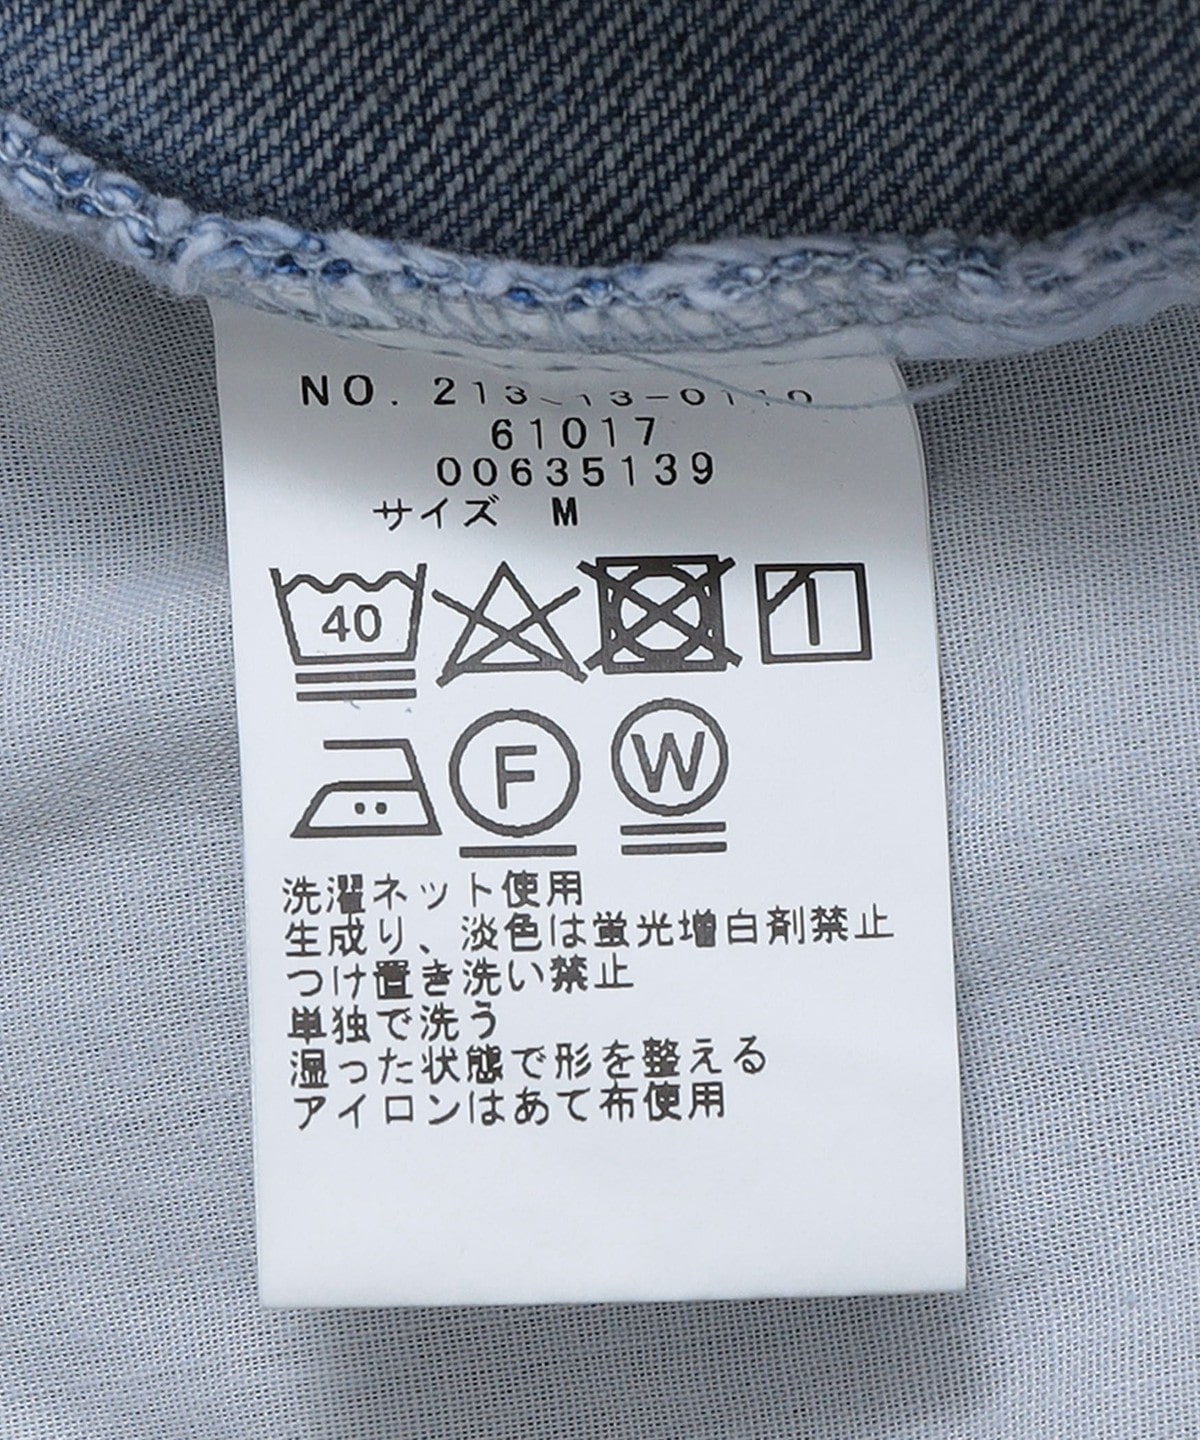 NO. 213-13-0110
61017
00635139
サイズ M
40
F W
洗濯ネット使用
生成り、淡色は蛍光増白剤禁止
つけ置き洗い禁止
単独で洗う
湿った状態で形を整える
アイロンはあて布使用